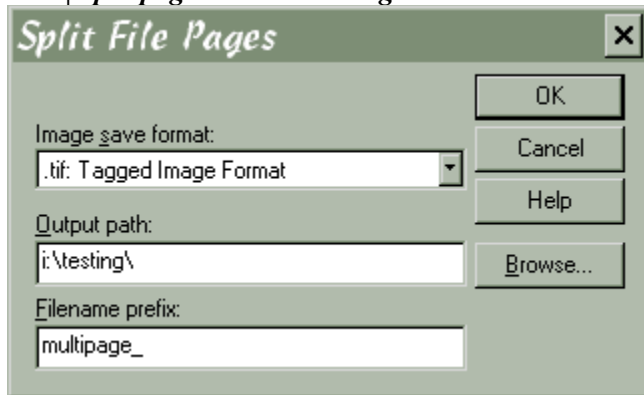 Split File Pages
OK
Image save format:
.tif: Tagged Image Format
Cancel
Help
Output path:
i:\testing\
Browse...
Filename prefix:
multipage_